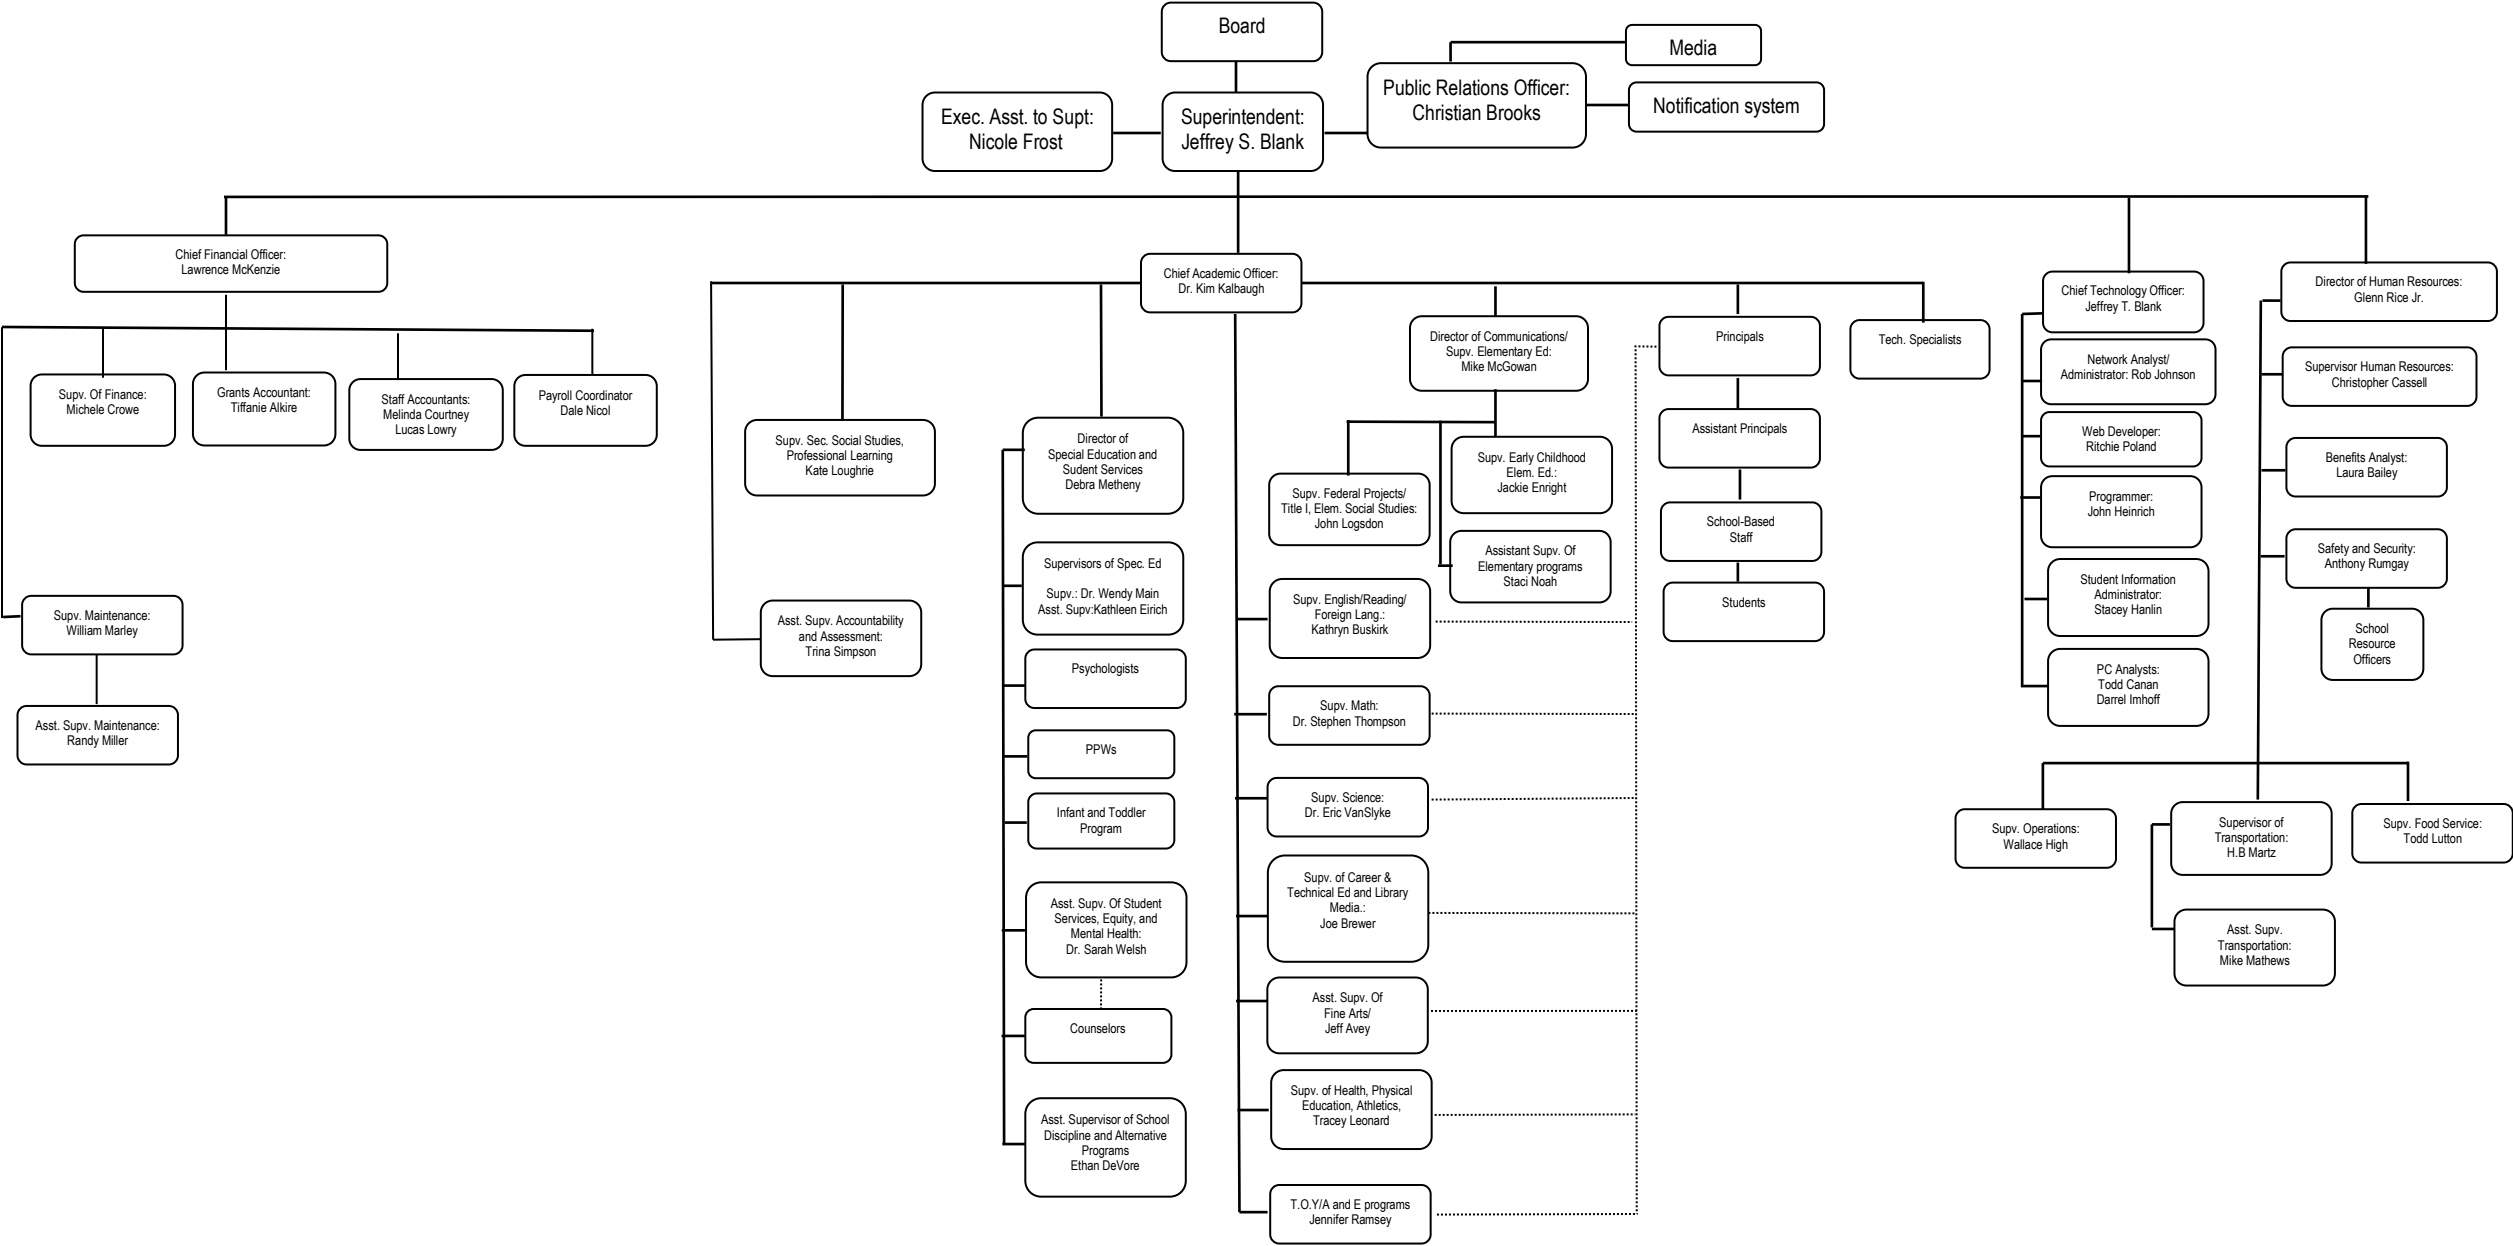 Board
Media
Public Relations Officer:
Christian Brooks
Notification system
Exec. Asst. to Supt:
Nicole Frost
Superintendent:
Jeffrey S. Blank
Chief Financial Officer:
Lawrence McKenzie
Supv. Of Finance:
Michele Crowe
Grants Accountant:
Tiffanie Alkire
Staff Accountants:
Melinda Courtney
Lucas Lowry
Payroll Coordinator
Dale Nicol
Supv. Maintenance:
William Marley
Asst. Supv. Maintenance:
Randy Miller
Chief Academic Officer:
Dr. Kim Kalbaugh
Supv. Sec. Social Studies,
Professional Learning
Kate Loughrie
Asst. Supv. Accountability
and Assessment:
Trina Simpson
Director of
Special Education and
Sudent Services
Debra Metheny
Supervisors of Spec. Ed
Supv.: Dr. Wendy Main
Asst. Supv:Kathleen Eirich
Psychologists
PPWs
Infant and Toddler
Program
Asst. Supv. Of Student
Services, Equity, and
Mental Health:
Dr. Sarah Welsh
Counselors
Asst. Supervisor of School
Discipline and Alternative
Programs
Ethan DeVore
Director of Communications/
Supv. Elementary Ed:
Mike McGowan
Supv. Federal Projects/
Title I, Elem. Social Studies:
John Logsdon
Supv. Early Childhood
Elem. Ed.:
Jackie Enright
Assistant Supv. Of
Elementary programs
Staci Noah
Supv. English/Reading/
Foreign Lang.:
Kathryn Buskirk
Supv. Math:
Dr. Stephen Thompson
Supv. Science:
Dr. Eric VanSlyke
Supv. of Career &
Technical Ed and Library
Media.:
Joe Brewer
Asst. Supv. Of
Fine Arts/
Jeff Avey
Supv. of Health, Physical
Education, Athletics,
Tracey Leonard
T.O.Y/A and E programs
Jennifer Ramsey
Principals
Assistant Principals
School-Based
Staff
Students
Tech. Specialists
Chief Technology Officer:
Jeffrey T. Blank
Network Analyst/
Administrator: Rob Johnson
Web Developer:
Ritchie Poland
Programmer:
John Heinrich
Student Information
Administrator:
Stacey Hanlin
PC Analysts:
Todd Canan
Darrel Imhoff
Director of Human Resources:
Glenn Rice Jr.
Supervisor Human Resources:
Christopher Cassell
Benefits Analyst:
Laura Bailey
Safety and Security:
Anthony Rumgay
School
Resource
Officers
Supv. Operations:
Wallace High
Supervisor of
Transportation:
H.B Martz
Supv. Food Service:
Todd Lutton
Asst. Supv.
Transportation:
Mike Mathews